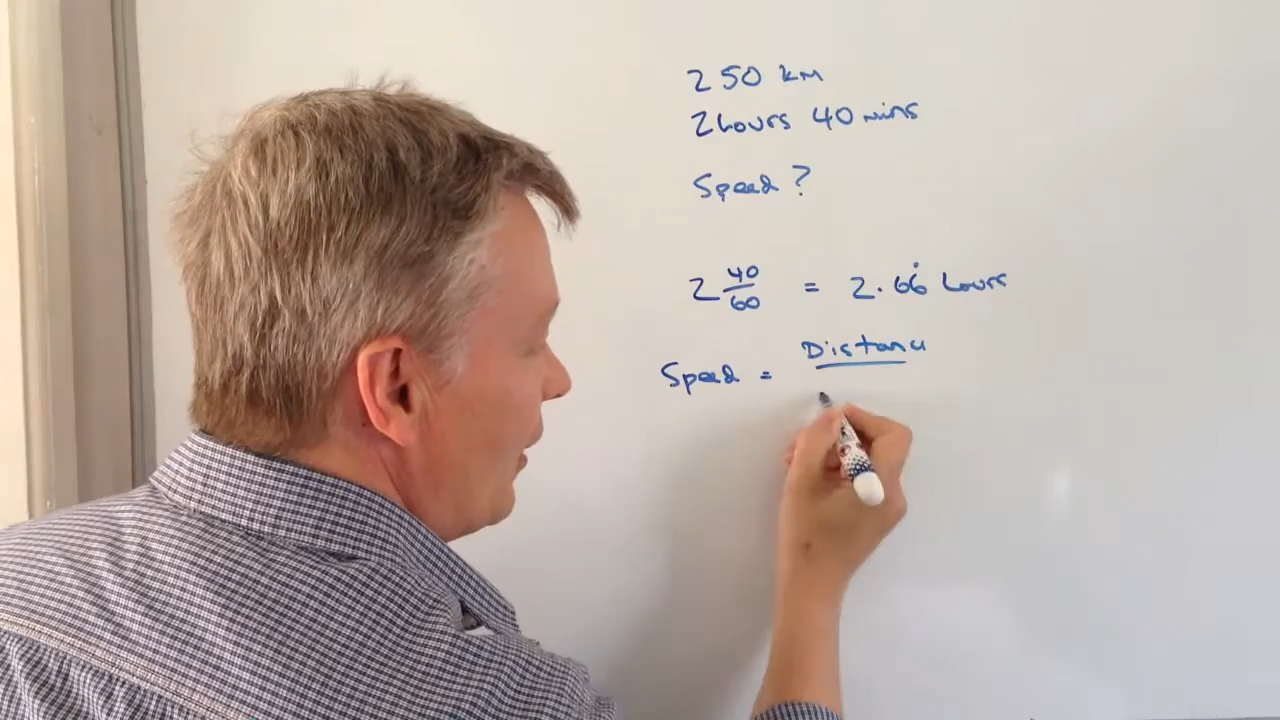 250 km
2 hours 40 mins
Speed ?
2 40/60 = 2.66̇ hours
Speed = Distance